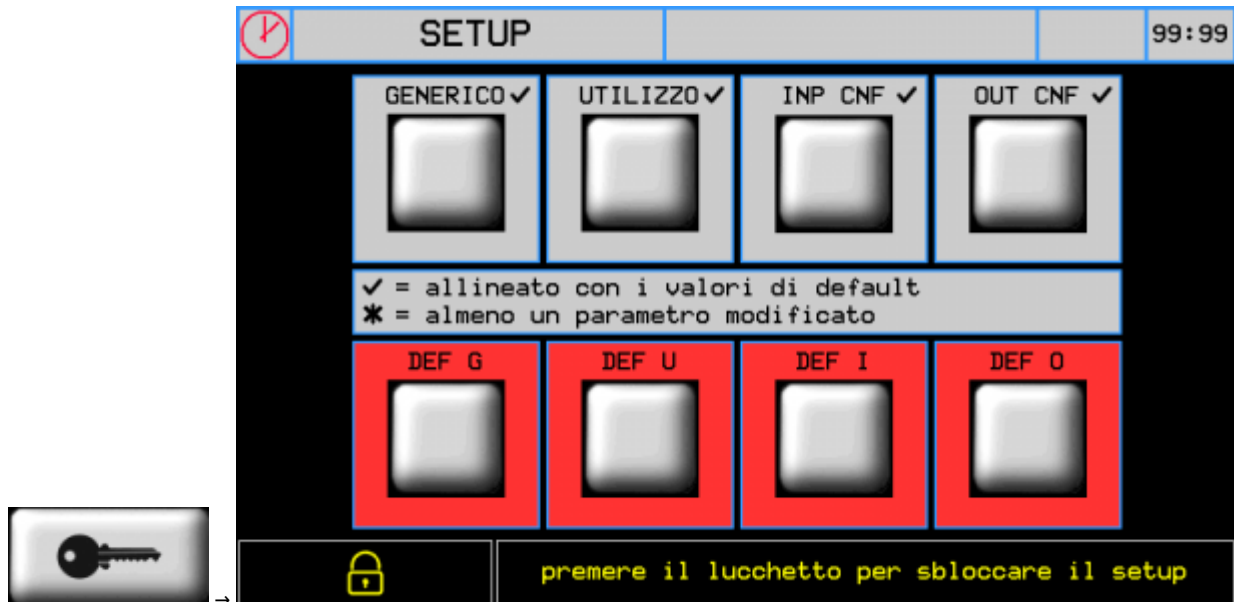 SETUP 99:99
GENERICO ✓ UTILIZZO ✓ INP CNF ✓ OUT CNF ✓
✓ = allineato con i valori di default
✱ = almeno un parametro modificato
DEF G DEF U DEF I DEF O
→ premere il lucchetto per sbloccare il setup